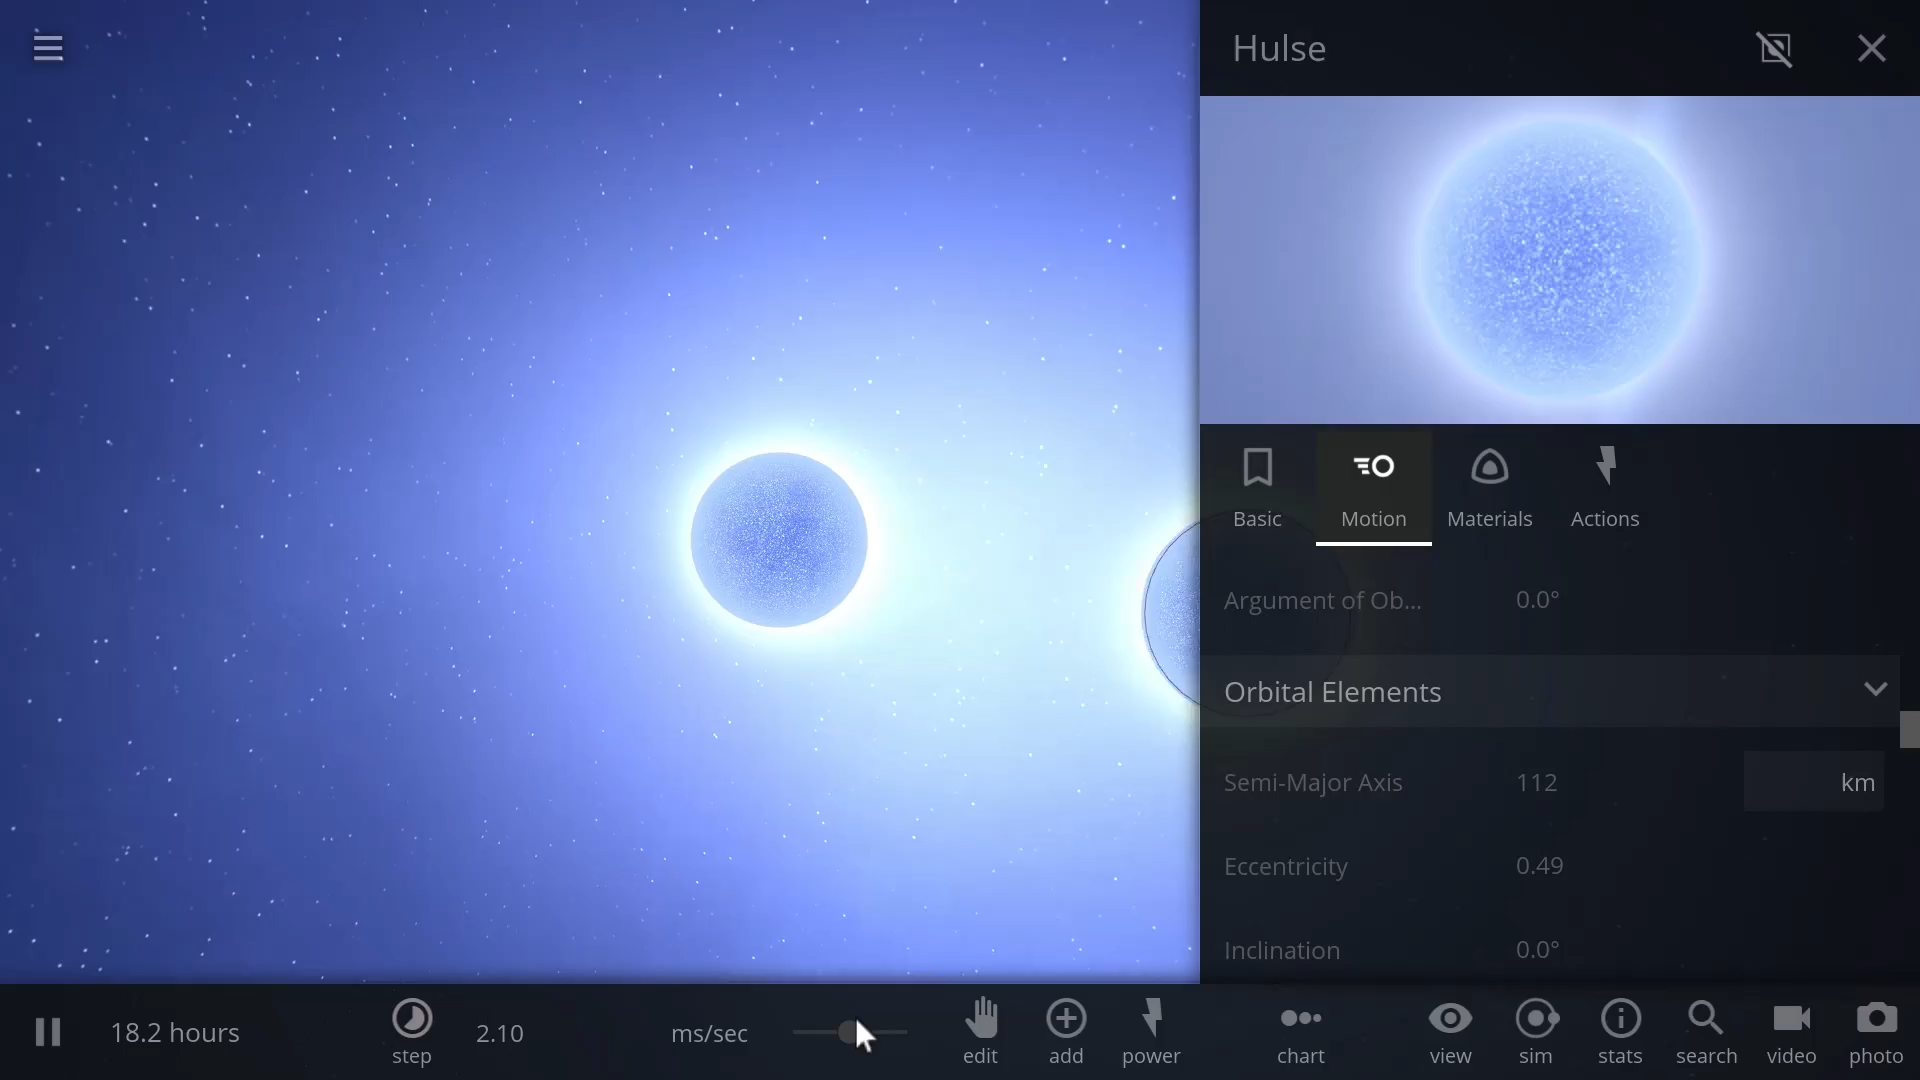 Hulse
Basic
Motion
Materials
Actions
Argument of Ob...
0.0°
Orbital Elements
Semi-Major Axis
112
km
Eccentricity
0.49
Inclination
0.0°
18.2 hours
step
2.10
ms/sec
edit
add
power
chart
view
sim
stats
search
video
photo